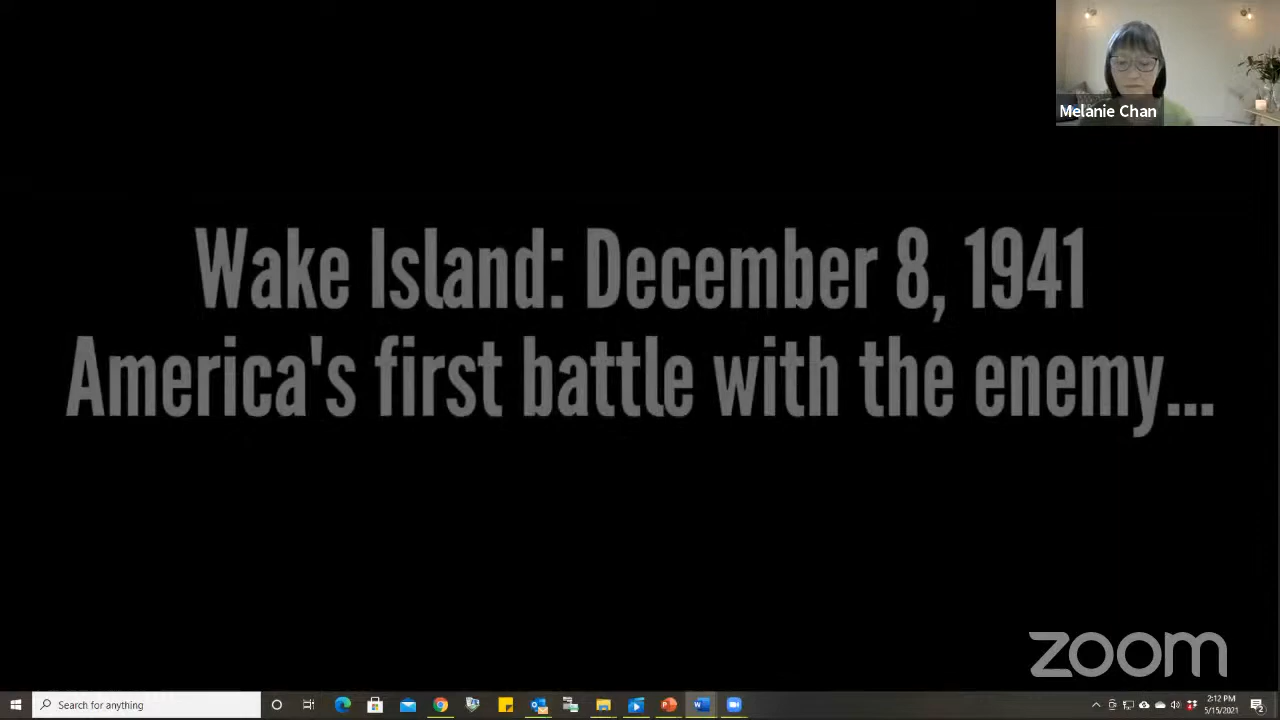 Melanie Chan
Wake Island: December 8, 1941
America's first battle with the enemy...
zoom
Search for anything
2:12 PM
5/15/2021
2